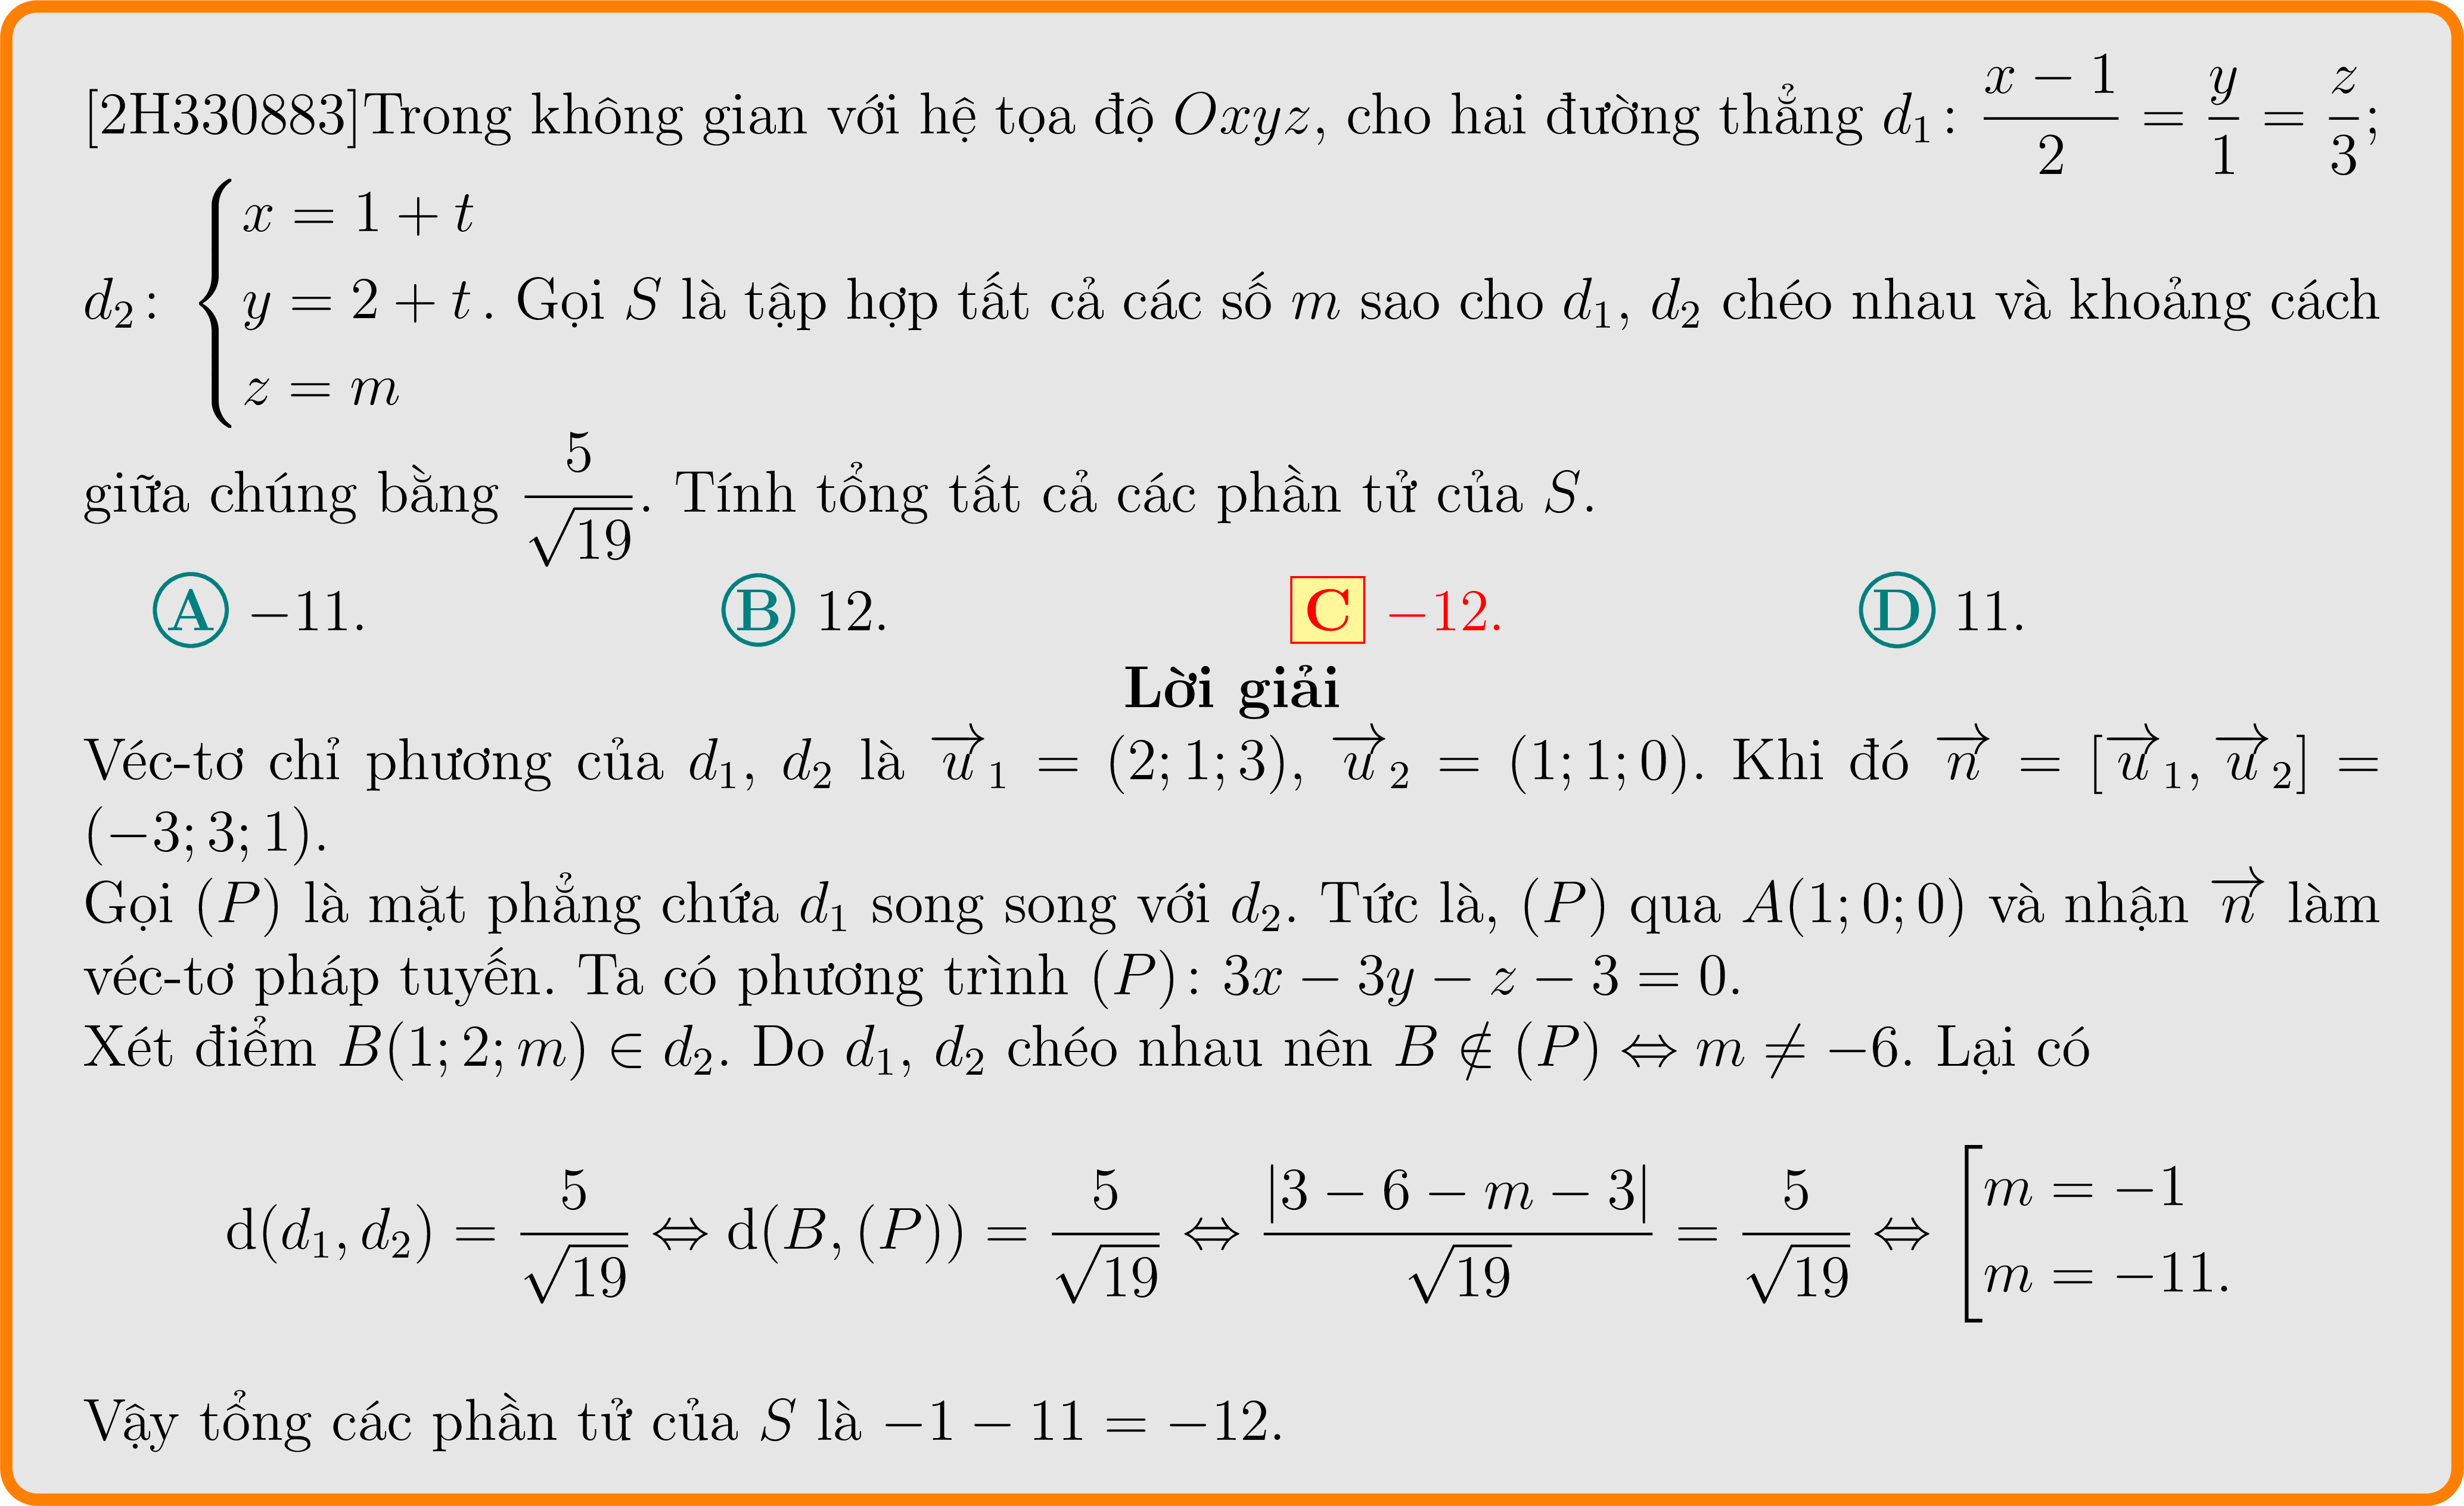 [2H330883]Trong không gian với hệ tọa độ $Oxyz$, cho hai đường thẳng $d_1\colon \dfrac{x-1}{2} = \dfrac{y}{1} = \dfrac{z}{3}$;
$d_2\colon \begin{cases} x = 1 + t \\ y = 2 + t \\ z = m \end{cases}$. Gọi $S$ là tập hợp tất cả các số $m$ sao cho $d_1$, $d_2$ chéo nhau và khoảng cách
giữa chúng bằng $\dfrac{5}{\sqrt{19}}$. Tính tổng tất cả các phần tử của $S$.
A $-11$. B $12$. C $-12$. D $11$.
Lời giải
Véc-tơ chỉ phương của $d_1$, $d_2$ là $\overrightarrow{u}_1 = (2; 1; 3)$, $\overrightarrow{u}_2 = (1; 1; 0)$. Khi đó $\overrightarrow{n} = [\overrightarrow{u}_1, \overrightarrow{u}_2] =$
$(-3; 3; 1)$.
Gọi $(P)$ là mặt phẳng chứa $d_1$ song song với $d_2$. Tức là, $(P)$ qua $A(1; 0; 0)$ và nhận $\overrightarrow{n}$ làm
véc-tơ pháp tuyến. Ta có phương trình $(P)\colon 3x - 3y - z - 3 = 0$.
Xét điểm $B(1; 2; m) \in d_2$. Do $d_1$, $d_2$ chéo nhau nên $B \notin (P) \Leftrightarrow m \neq -6$. Lại có
$\mathrm{d}(d_1, d_2) = \dfrac{5}{\sqrt{19}} \Leftrightarrow \mathrm{d}(B, (P)) = \dfrac{5}{\sqrt{19}} \Leftrightarrow \dfrac{|3 - 6 - m - 3|}{\sqrt{19}} = \dfrac{5}{\sqrt{19}} \Leftrightarrow \left[\begin{array}{l} m = -1 \\ m = -11. \end{array}\right.$
Vậy tổng các phần tử của $S$ là $-1 - 11 = -12$.